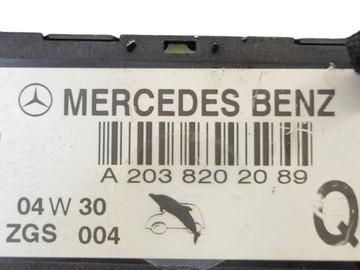 MERCEDES BENZ
A 203 820 20 89
04 W 30
ZGS 004
Q